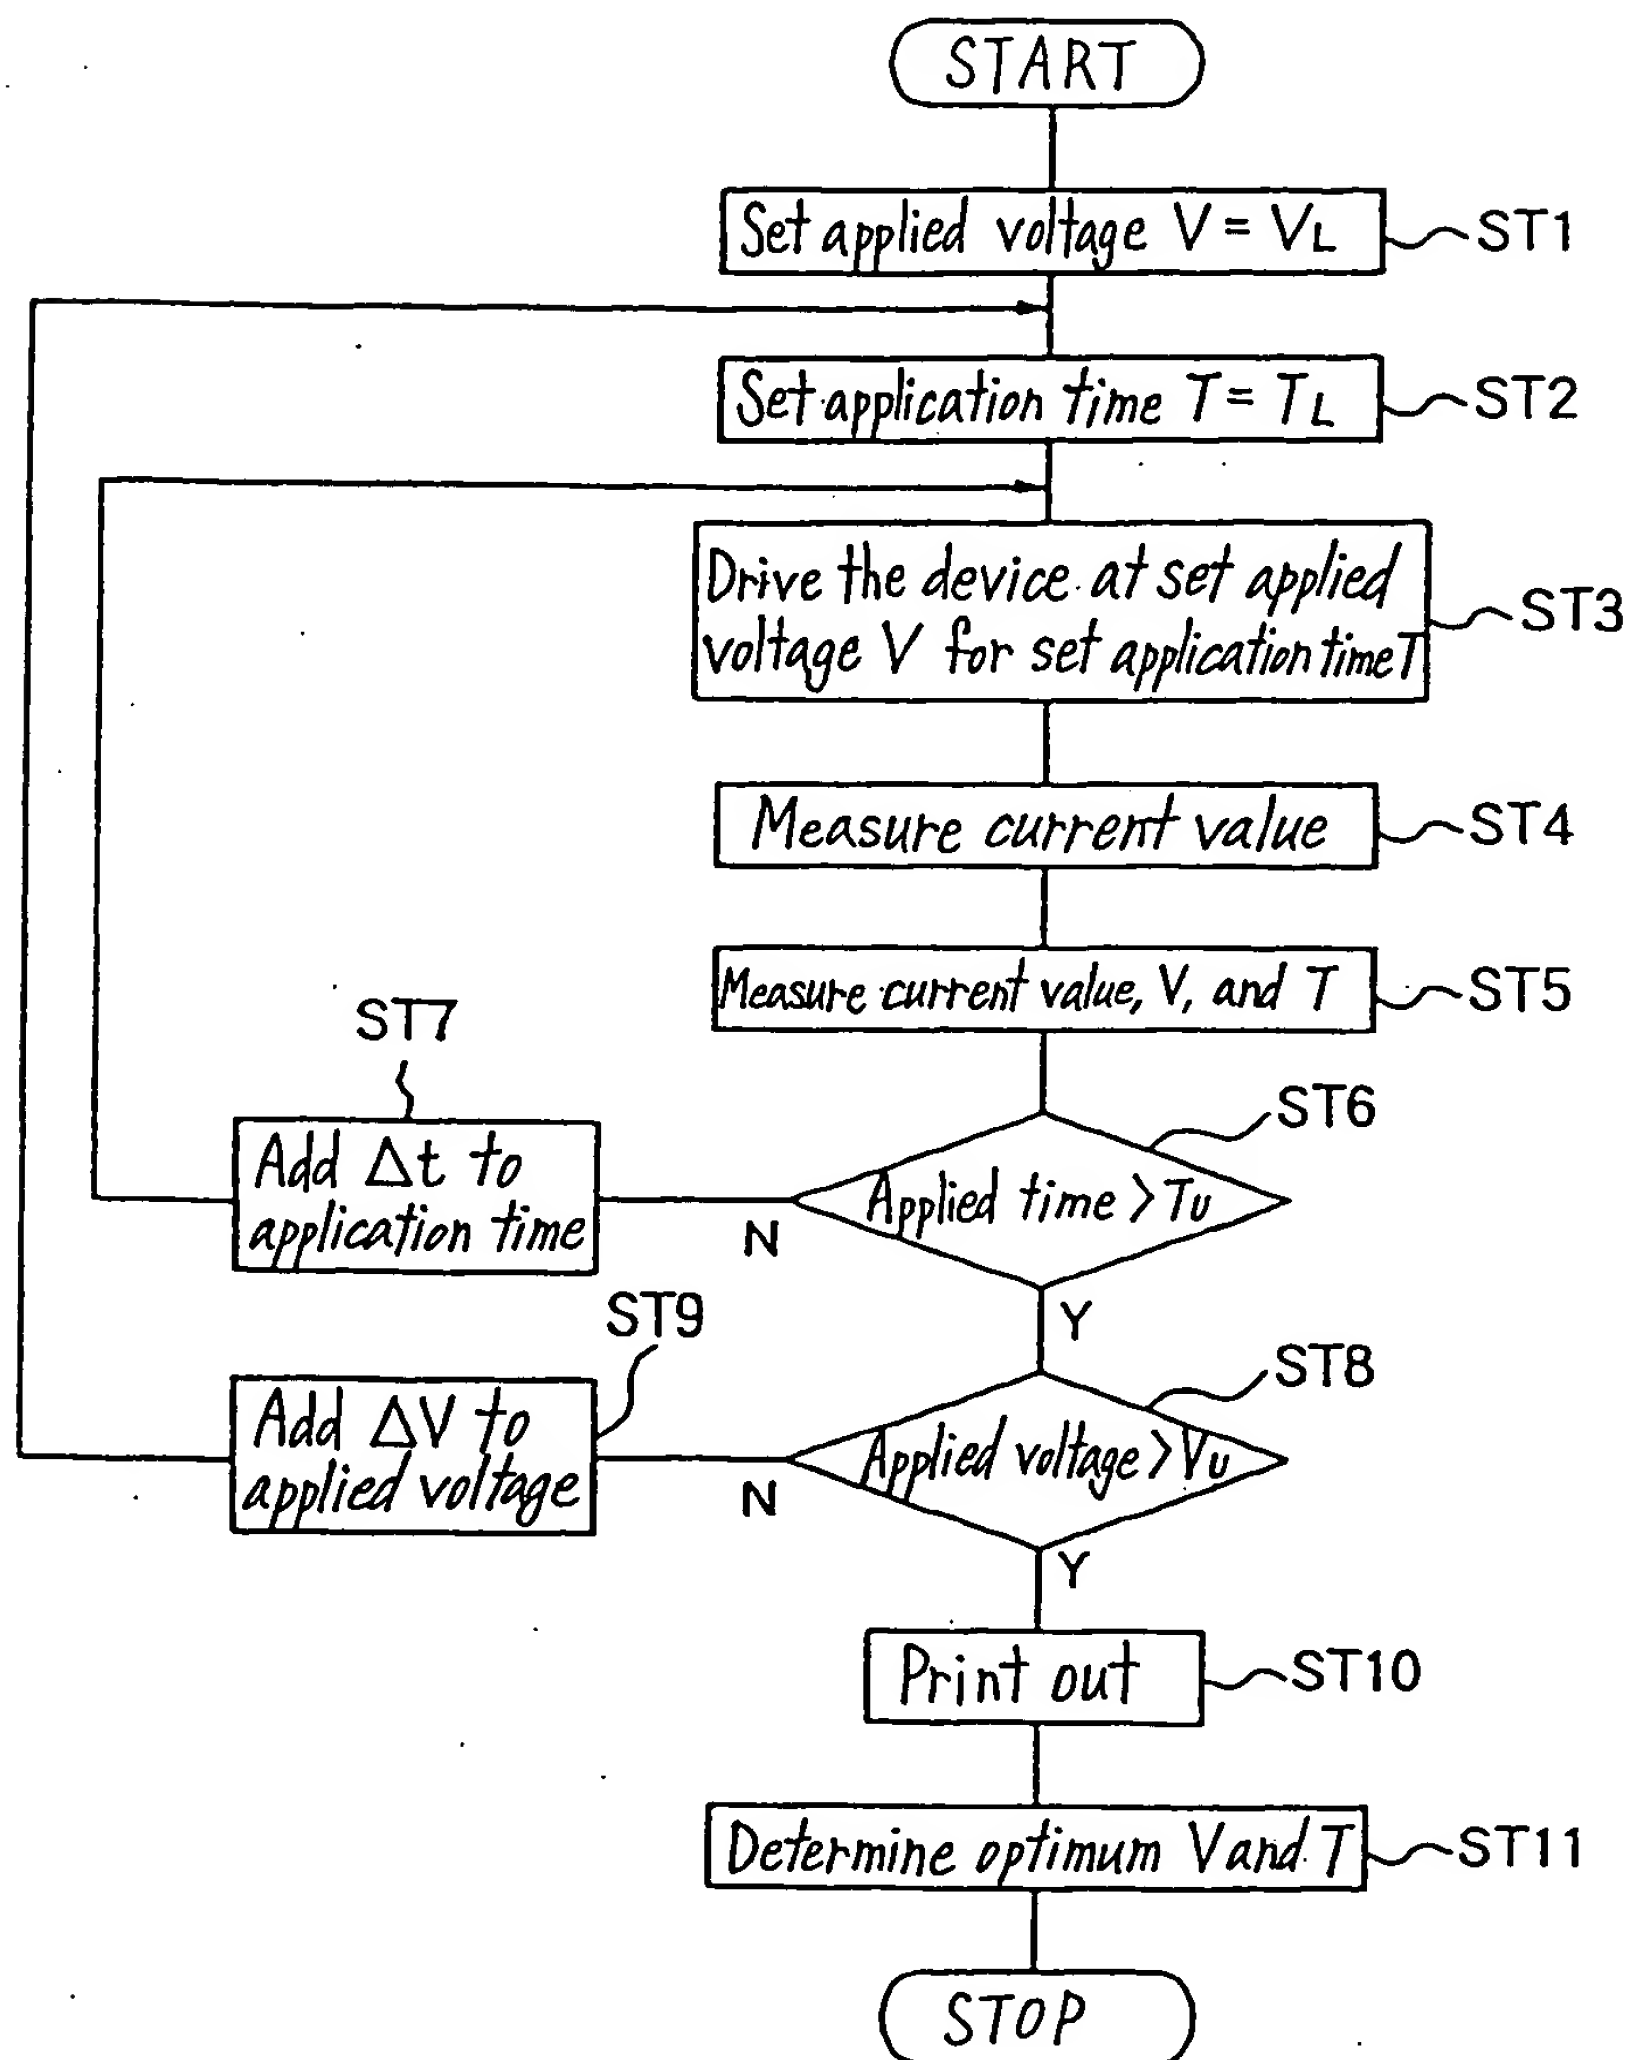 START
Set applied voltage V = VL
ST1
Set application time T = TL
ST2
Drive the device at set applied
voltage V for set application time T
ST3
Measure current value
ST4
Measure current value, V, and T
ST5
ST7
Add Δt to
application time
N
Applied time > Tu
ST6
Y
ST9
Add ΔV to
applied voltage
N
Applied voltage > Vu
ST8
Y
Print out
ST10
Determine optimum V and T
ST11
STOP